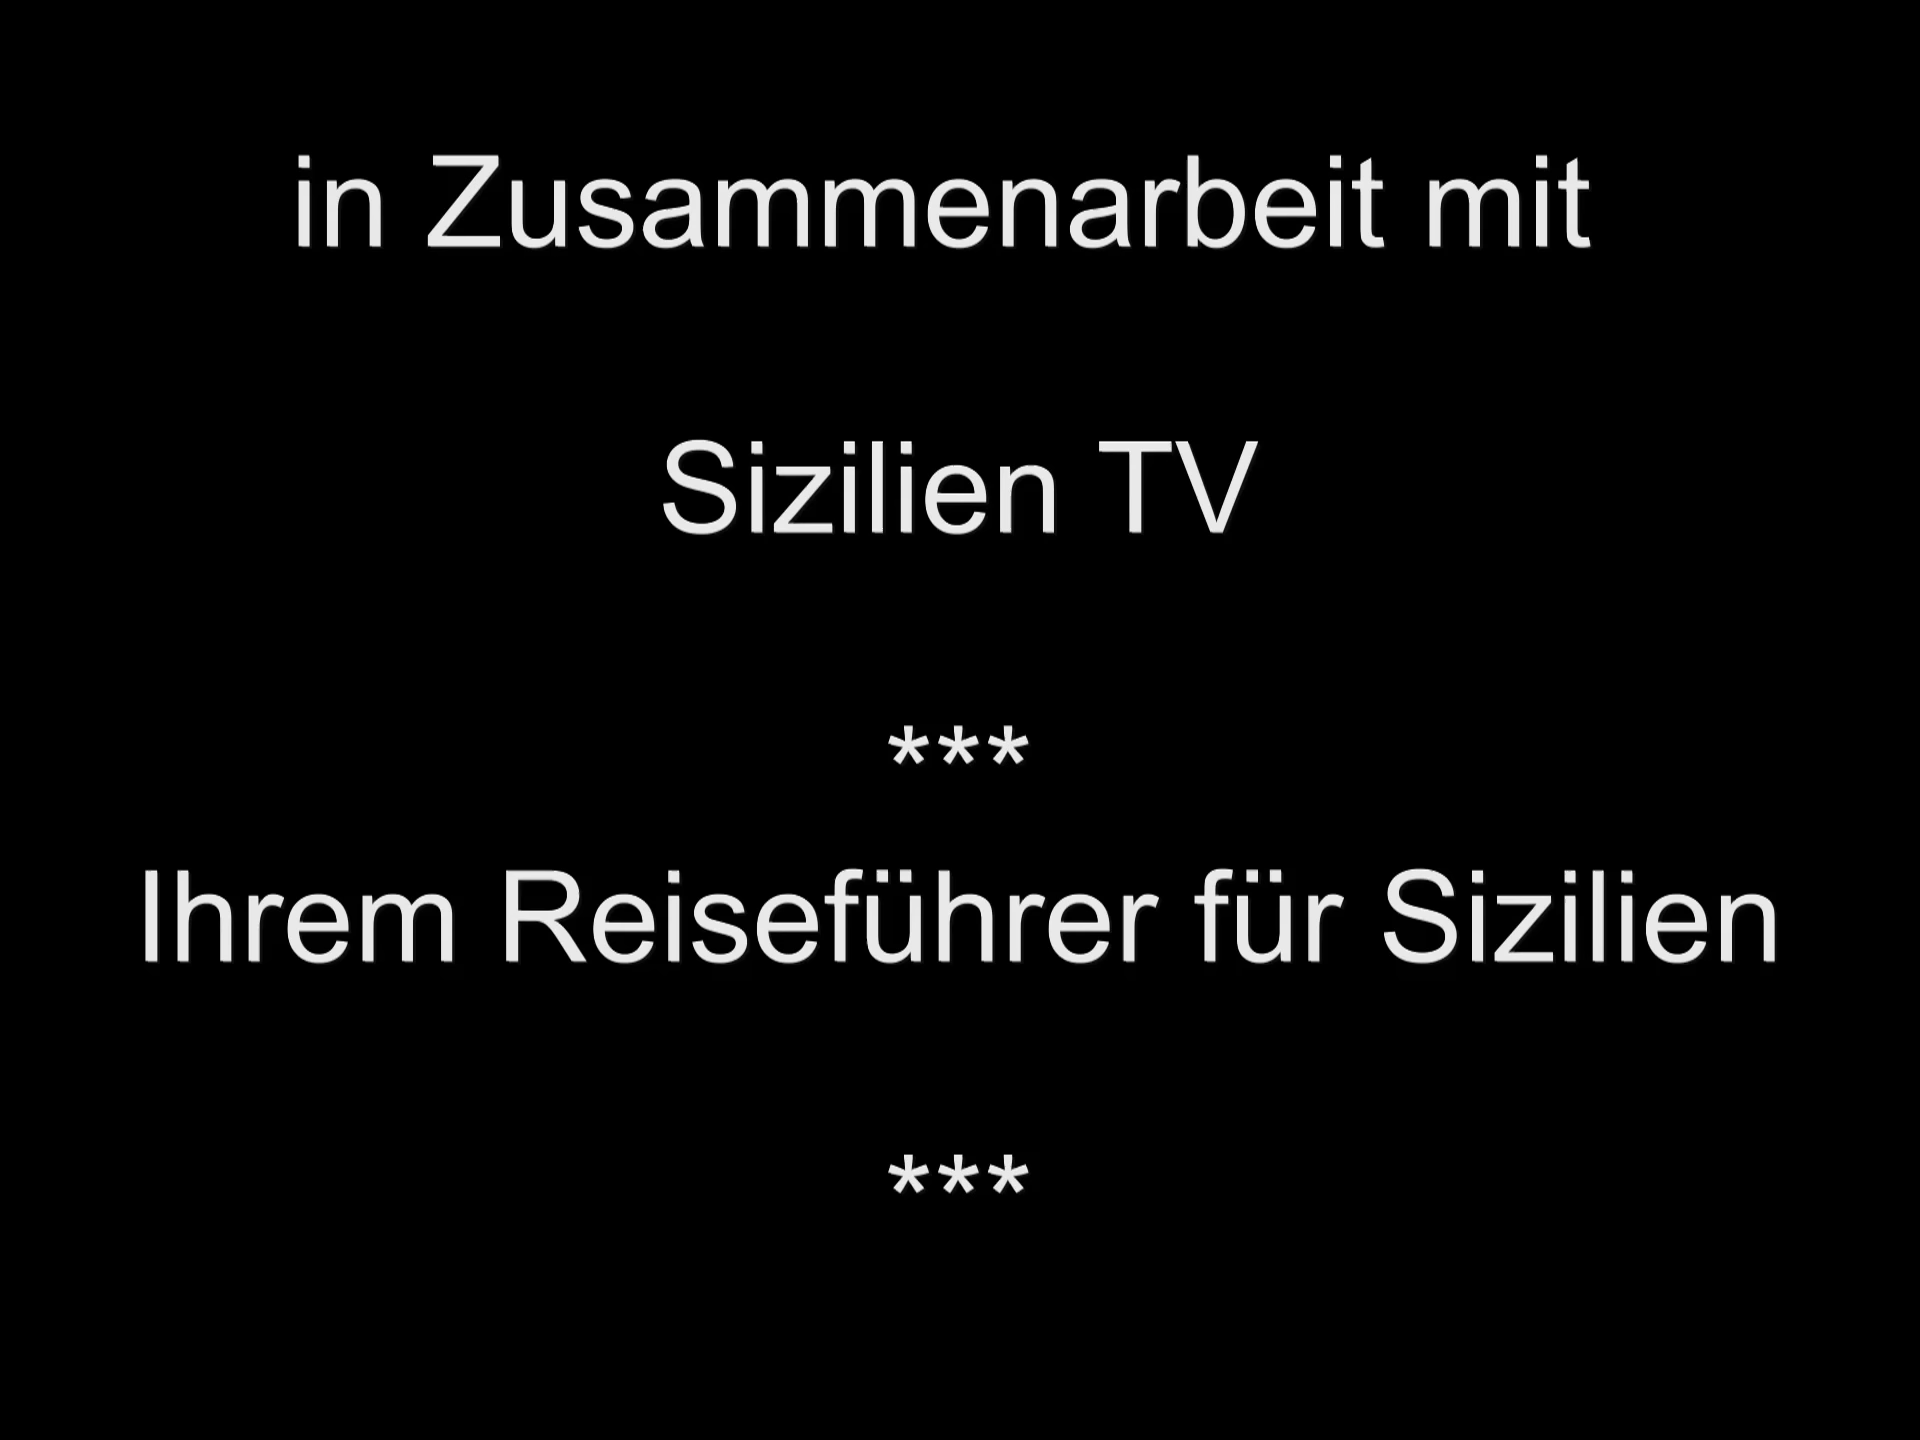 in Zusammenarbeit mit
Sizilien TV
***
Ihrem Reiseführer für Sizilien
***